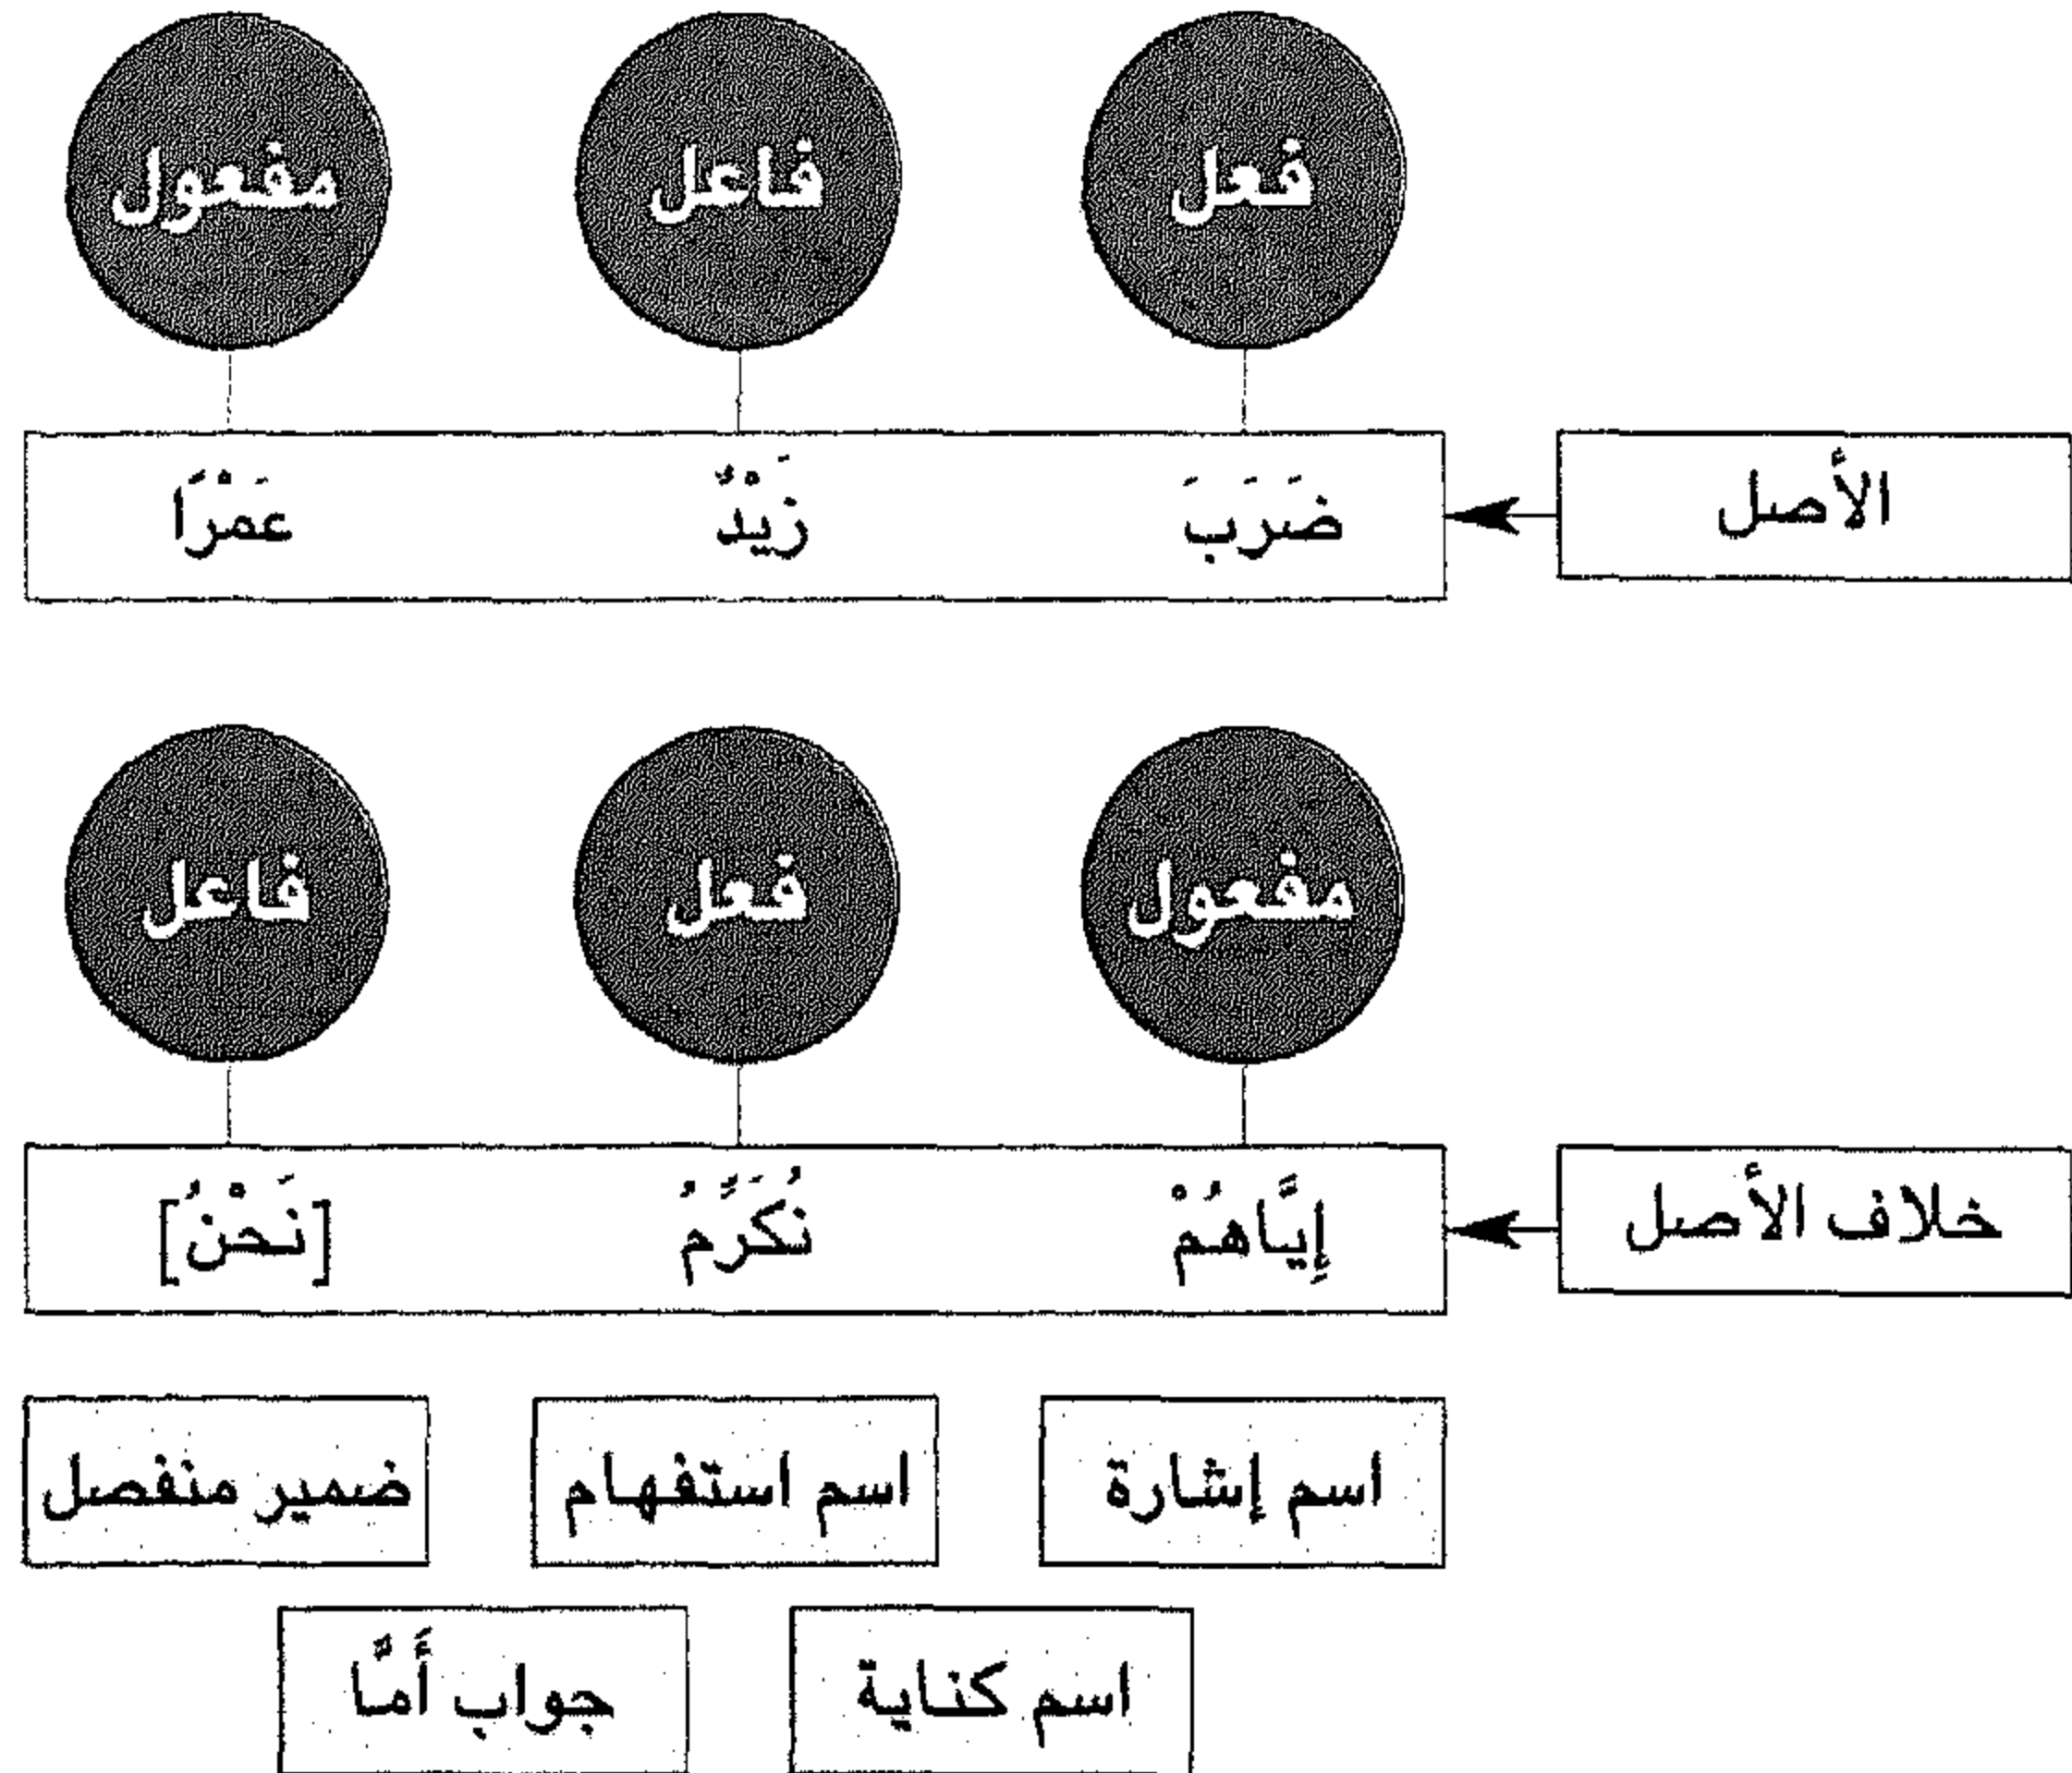 فعل فاعل مفعول
الأصل ضَرَبَ زَيْدٌ عَمْرًا
مفعول فعل فاعل
خلاف الأصل إِيَّاهُمْ نُكَرِّمُ [نَحْنُ]
اسم إشارة اسم استفهام ضمير منفصل
اسم كناية جواب أَمَّا